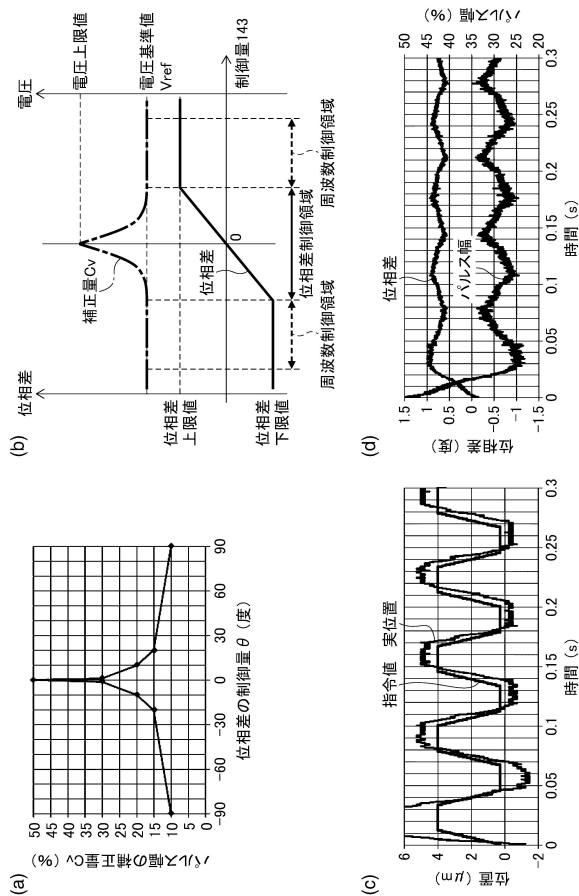 (a)
パルス幅の補正量Cv (%)
50
45
40
35
30
25
20
15
10
5
0
-90
-60
-30
0
30
60
90
位相差の制御量θ (度)
(b)
位相差
電圧
電圧上限値
電圧基準値
Vref
制御量143
補正量Cv
位相差
0
位相差
上限値
位相差
下限値
周波数制御領域
位相差制御領域
周波数制御領域
(c)
位置 (μm)
6
4
2
0
-2
0
0.05
0.1
0.15
0.2
0.25
0.3
時間 (s)
指令値
実位置
(d)
位相差 (度)
1.5
1
0.5
0
-0.5
-1
-1.5
0
0.05
0.1
0.15
0.2
0.25
0.3
時間 (s)
位相差
パルス幅
50
45
40
35
30
25
20
パルス幅 (%)